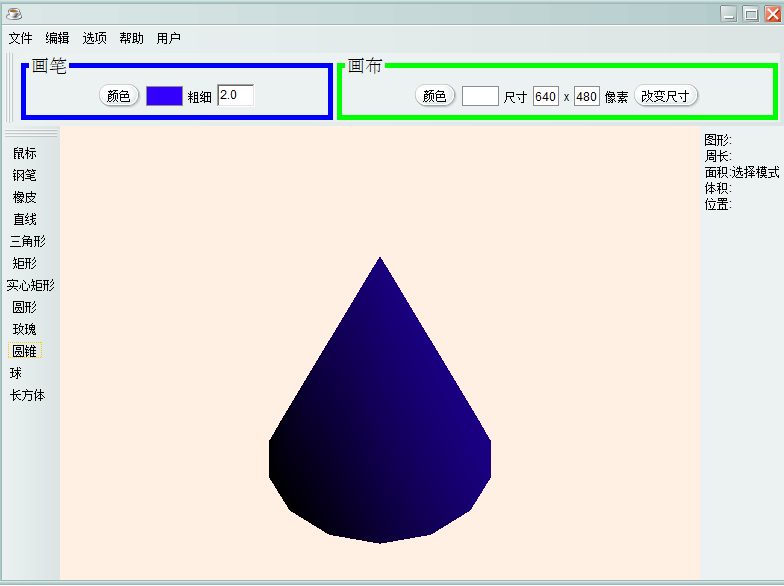 文件 编辑 选项 帮助 用户
画笔 画布
颜色 粗细 2.0 颜色 尺寸 640 x 480 像素 改变尺寸
鼠标
钢笔
橡皮
直线
三角形
矩形
实心矩形
圆形
玫瑰
圆锥
球
长方体
图形:
周长:
面积:选择模式
体积:
位置: